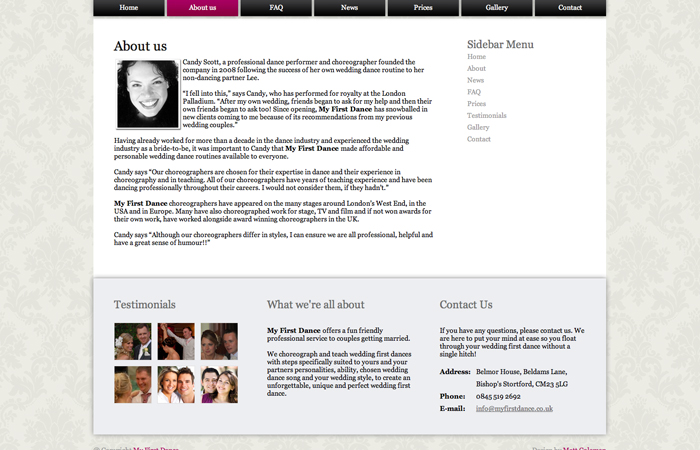 Home About us FAQ News Prices Gallery Contact
About us
Candy Scott, a professional dance performer and choreographer founded the
company in 2008 following the success of her own wedding dance routine to her
non-dancing partner Lee.
“I fell into this,” says Candy, who has performed for royalty at the London
Palladium. “After my own wedding, friends began to ask for my help and then their
own friends began to ask too! Since opening, My First Dance has snowballed in
new clients coming to me because of its recommendations from my previous
wedding couples.”
Having already worked for more than a decade in the dance industry and experienced the wedding
industry as a bride-to-be, it was important to Candy that My First Dance made affordable and
personable wedding dance routines available to everyone.
Candy says “Our choreographers are chosen for their expertise in dance and their experience in
choreography and in teaching. All of our choreographers have years of teaching experience and have been
dancing professionally throughout their careers. I would not consider them, if they hadn't.”
My First Dance choreographers have appeared on the many stages around London's West End, in the
USA and in Europe. Many have also choreographed work for stage, TV and film and if not won awards for
their own work, have worked alongside award winning choreographers in the UK.
Candy says “Although our choreographers differ in styles, I can ensure we are all professional, helpful and
have a great sense of humour!!”
Sidebar Menu
Home
About
News
FAQ
Prices
Testimonials
Gallery
Contact
Testimonials
What we're all about
My First Dance offers a fun friendly
professional service to couples getting married.
We choreograph and teach wedding first dances
with steps specifically suited to yours and your
partners personalities, ability, chosen wedding
dance song and your wedding style, to create an
unforgettable, unique and perfect wedding first
dance.
Contact Us
If you have any questions, please contact us. We
are here to put your mind at ease so you float
through your wedding first dance without a
single hitch!
Address: Belmor House, Beldams Lane,
Bishop's Stortford, CM23 5LG
Phone: 0845 519 2692
E-mail: info@myfirstdance.co.uk
© Copyright My First Dance
Design by Matt Coleman